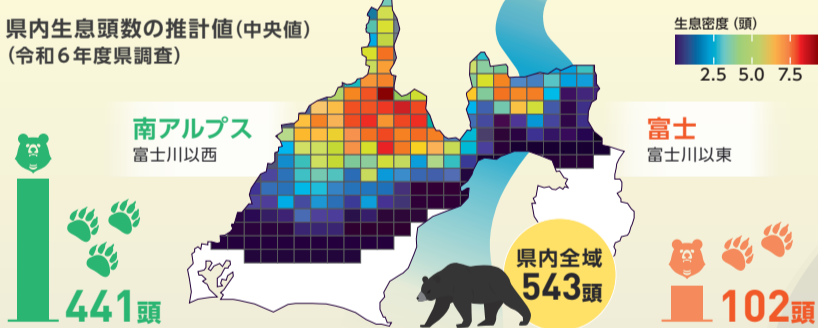 県内生息頭数の推計値(中央値)
(令和6年度県調査)
生息密度(頭)
2.5 5.0 7.5
南アルプス
富士川以西
富士
富士川以東
441頭
県内全域
543頭
102頭